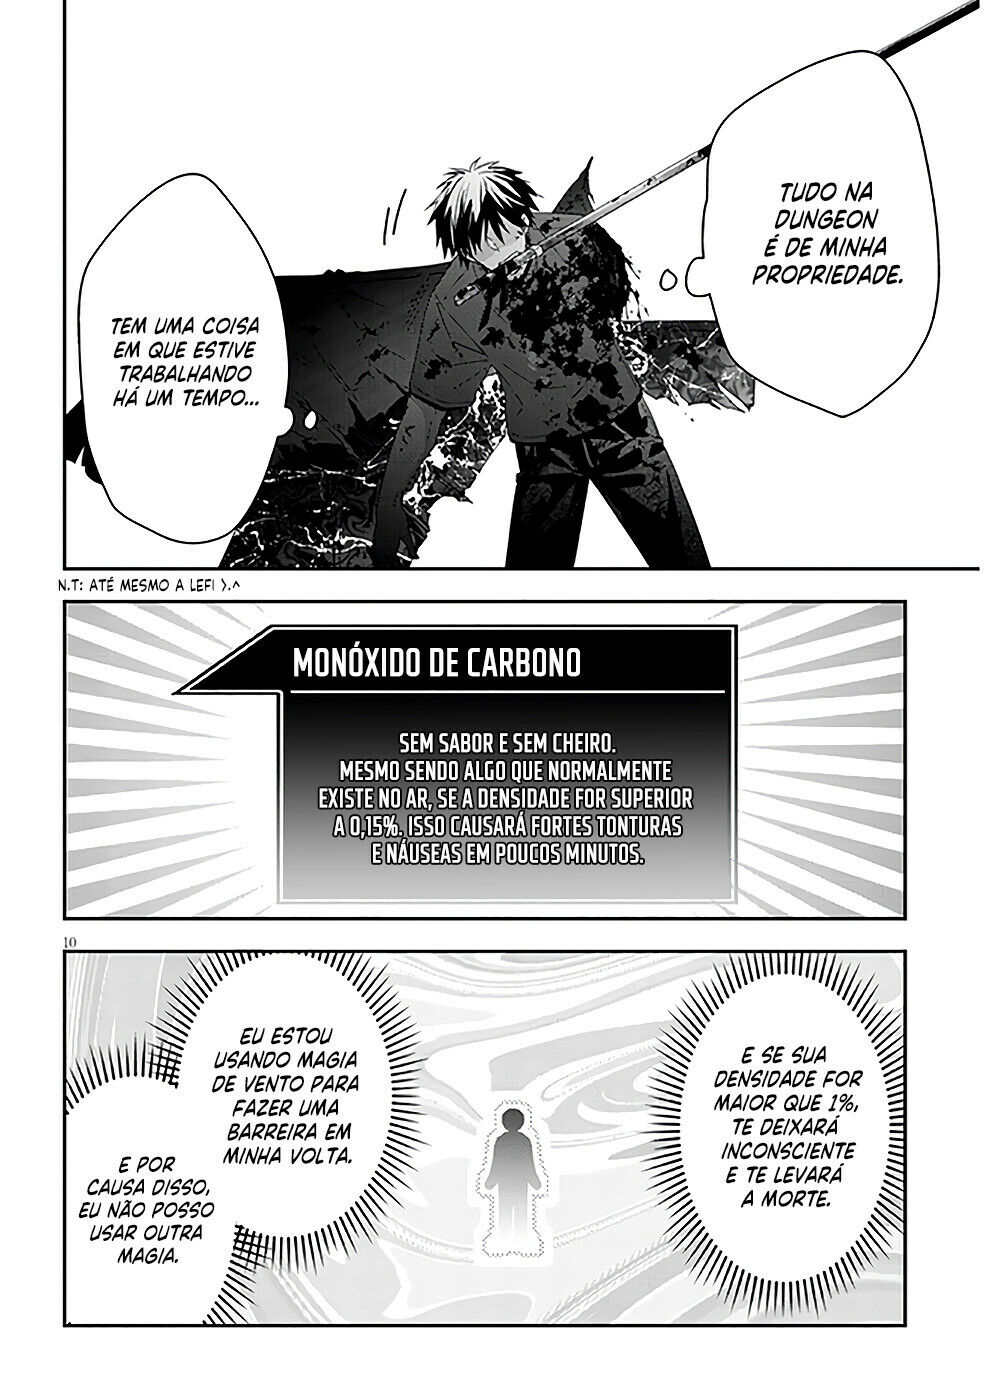 TUDO NA
DUNGEON
É DE MINHA
PROPRIEDADE.
TEM UMA COISA
EM QUE ESTIVE
TRABALHANDO
HÁ UM TEMPO...
N.T: ATÉ MESMO A LEFI >.^
MONÓXIDO DE CARBONO
SEM SABOR E SEM CHEIRO.
MESMO SENDO ALGO QUE NORMALMENTE
EXISTE NO AR, SE A DENSIDADE FOR SUPERIOR
A 0,15%. ISSO CAUSARÁ FORTES TONTURAS
E NÁUSEAS EM POUCOS MINUTOS.
10
E SE SUA
DENSIDADE FOR
MAIOR QUE 1%,
TE DEIXARÁ
INCONSCIENTE
E TE LEVARÁ
A MORTE.
EU ESTOU
USANDO MAGIA
DE VENTO PARA
FAZER UMA
BARREIRA EM
MINHA VOLTA.
E POR
CAUSA DISSO,
EU NÃO POSSO
USAR OUTRA
MAGIA.